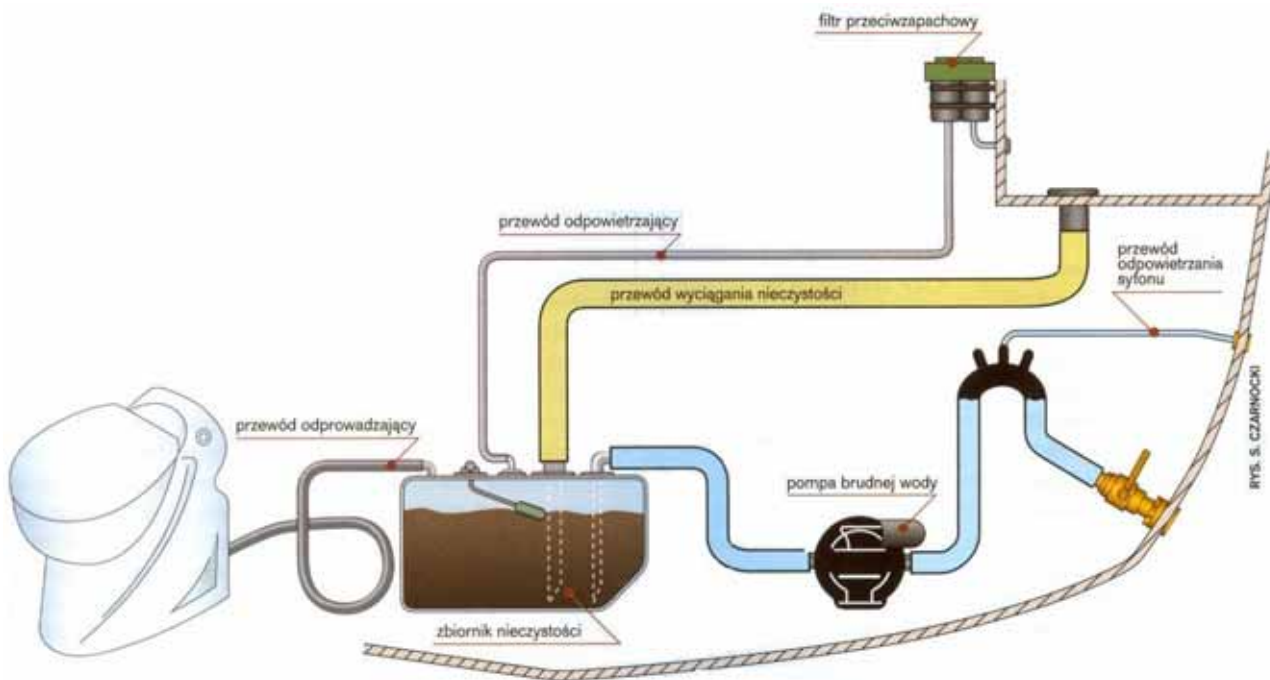 filtr przeciwzapachowy
przewód odpowietrzający
przewód
odpowietrzania
syfonu
przewód wyciągania nieczystości
RYS. S. CZARNOCKI
przewód odprowadzający
pompa brudnej wody
zbiornik nieczystości